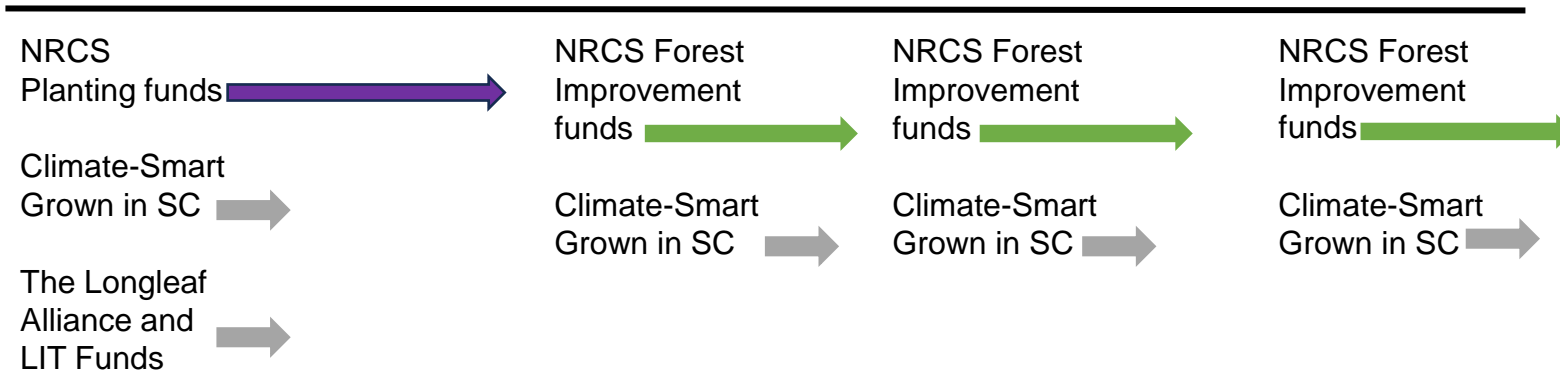 NRCS
Planting funds
Climate-Smart
Grown in SC
The Longleaf
Alliance and
LIT Funds
NRCS Forest
Improvement
funds
Climate-Smart
Grown in SC
NRCS Forest
Improvement
funds
Climate-Smart
Grown in SC
NRCS Forest
Improvement
funds
Climate-Smart
Grown in SC